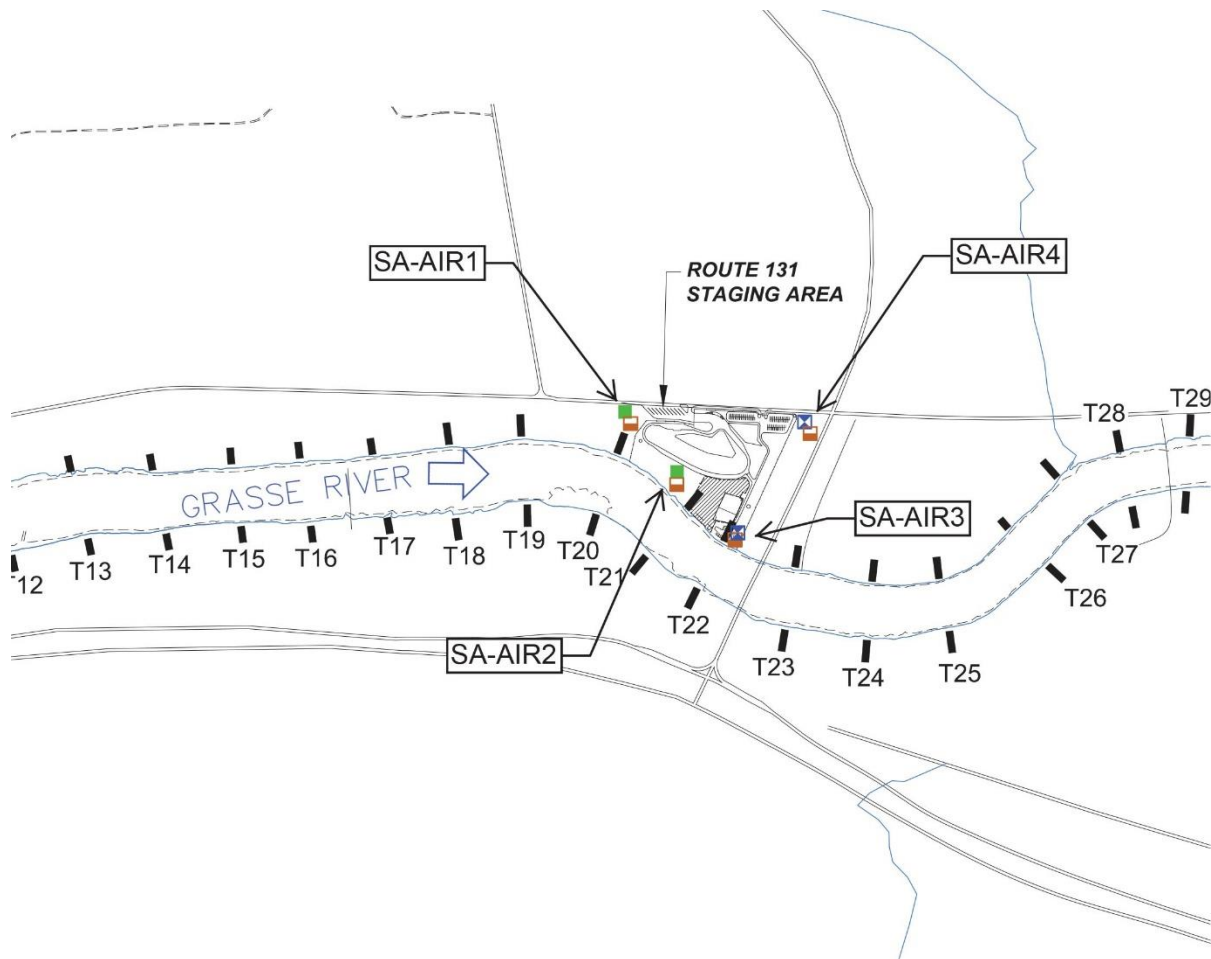 SA-AIR1
ROUTE 131
STAGING AREA
SA-AIR4
T28
T29
GRASSE RIVER
SA-AIR3
T13
T14
T15
T16
T17
T18
T19
T20
T21
T22
T23
T24
T25
T26
T27
SA-AIR2